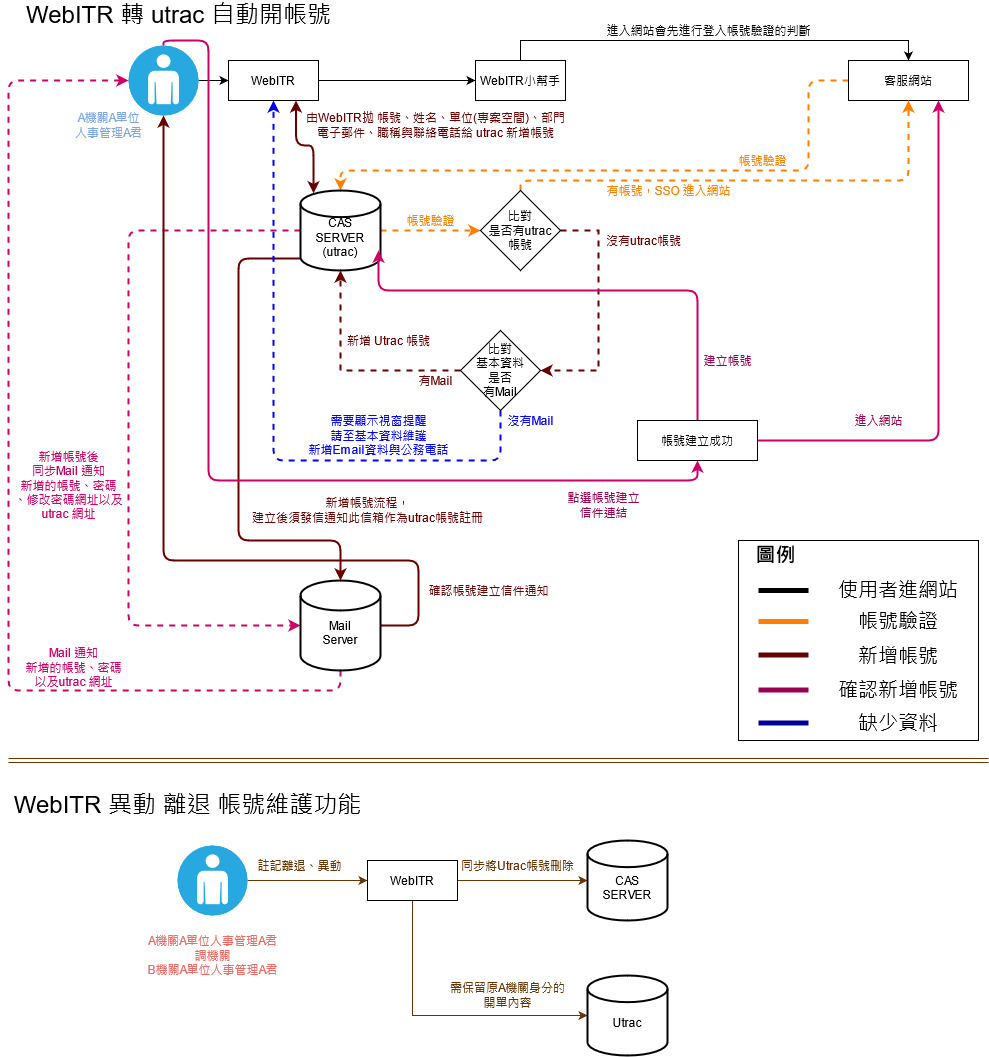 WebITR 轉 utrac 自動開帳號
進入網站會先進行登入帳號驗證的判斷
WebITR
WebITR小幫手
客服網站
A機關A單位
人事管理A君
由WebITR拋 帳號、姓名、單位(專案空間)、部門
電子郵件、職稱與聯絡電話給 utrac 新增帳號
帳號驗證
有帳號，SSO 進入網站
CAS
SERVER
(utrac)
帳號驗證
比對
是否有utrac
帳號
沒有utrac帳號
新增 Utrac 帳號
比對
基本資料
是否
有Mail
有Mail
建立帳號
需要顯示視窗提醒
請至基本資料維護
新增Email資料與公務電話
沒有Mail
進入網站
帳號建立成功
新增帳號後
同步Mail 通知
新增的帳號、密碼
、修改密碼網址以及
utrac 網址
點選帳號建立
信件連結
新增帳號流程，
建立後須發信通知此信箱作為utrac帳號註冊
圖例
使用者進網站
帳號驗證
新增帳號
確認新增帳號
缺少資料
確認帳號建立信件通知
Mail
Server
Mail 通知
新增的帳號、密碼
以及utrac 網址
WebITR 異動 離退 帳號維護功能
註記離退、異動
WebITR
同步將Utrac帳號刪除
CAS
SERVER
A機關A單位人事管理A君
調機關
B機關A單位人事管理A君
需保留原A機關身分的
開單內容
Utrac